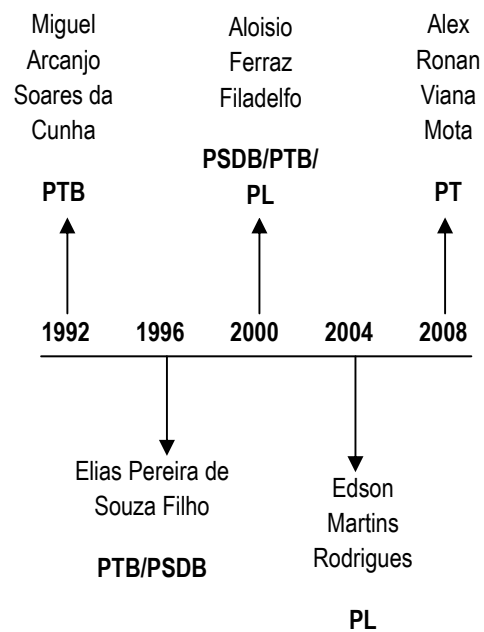 Miguel
Arcanjo
Soares da
Cunha
PTB
Aloisio
Ferraz
Filadelfo
PSDB/PTB/
PL
Alex
Ronan
Viana
Mota
PT
1992 1996 2000 2004 2008
Elias Pereira de
Souza Filho
PTB/PSDB
Edson
Martins
Rodrigues
PL